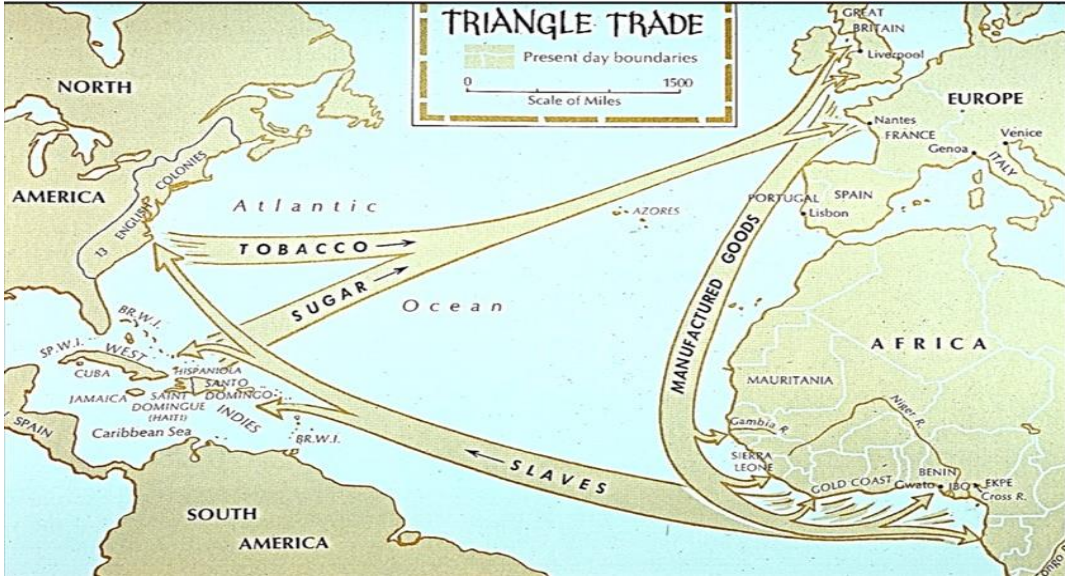 TRIANGLE TRADE
Present day boundaries
0 1500
Scale of Miles
GREAT
BRITAIN
Liverpool
NORTH
AMERICA
13 ENGLISH COLONIES
EUROPE
Nantes
FRANCE
Venice
Genoa
ITALY
PORTUGAL
SPAIN
Lisbon
AZORES
Atlantic
Ocean
TOBACCO
SUGAR
MANUFACTURED GOODS
SLAVES
BR.W.I.
SP.W.I.
WEST
INDIES
CUBA
HISPANIOLA
JAMAICA
SAINT
DOMINGUE
(HAITI)
SANTO
DOMINGO
Caribbean Sea
BR.W.I.
SPAIN
SOUTH
AMERICA
AFRICA
MAURITANIA
Gambia R.
Niger R.
SIERRA
LEONE
GOLD COAST
BENIN
Gwato
IBO
EKPE
Cross R.